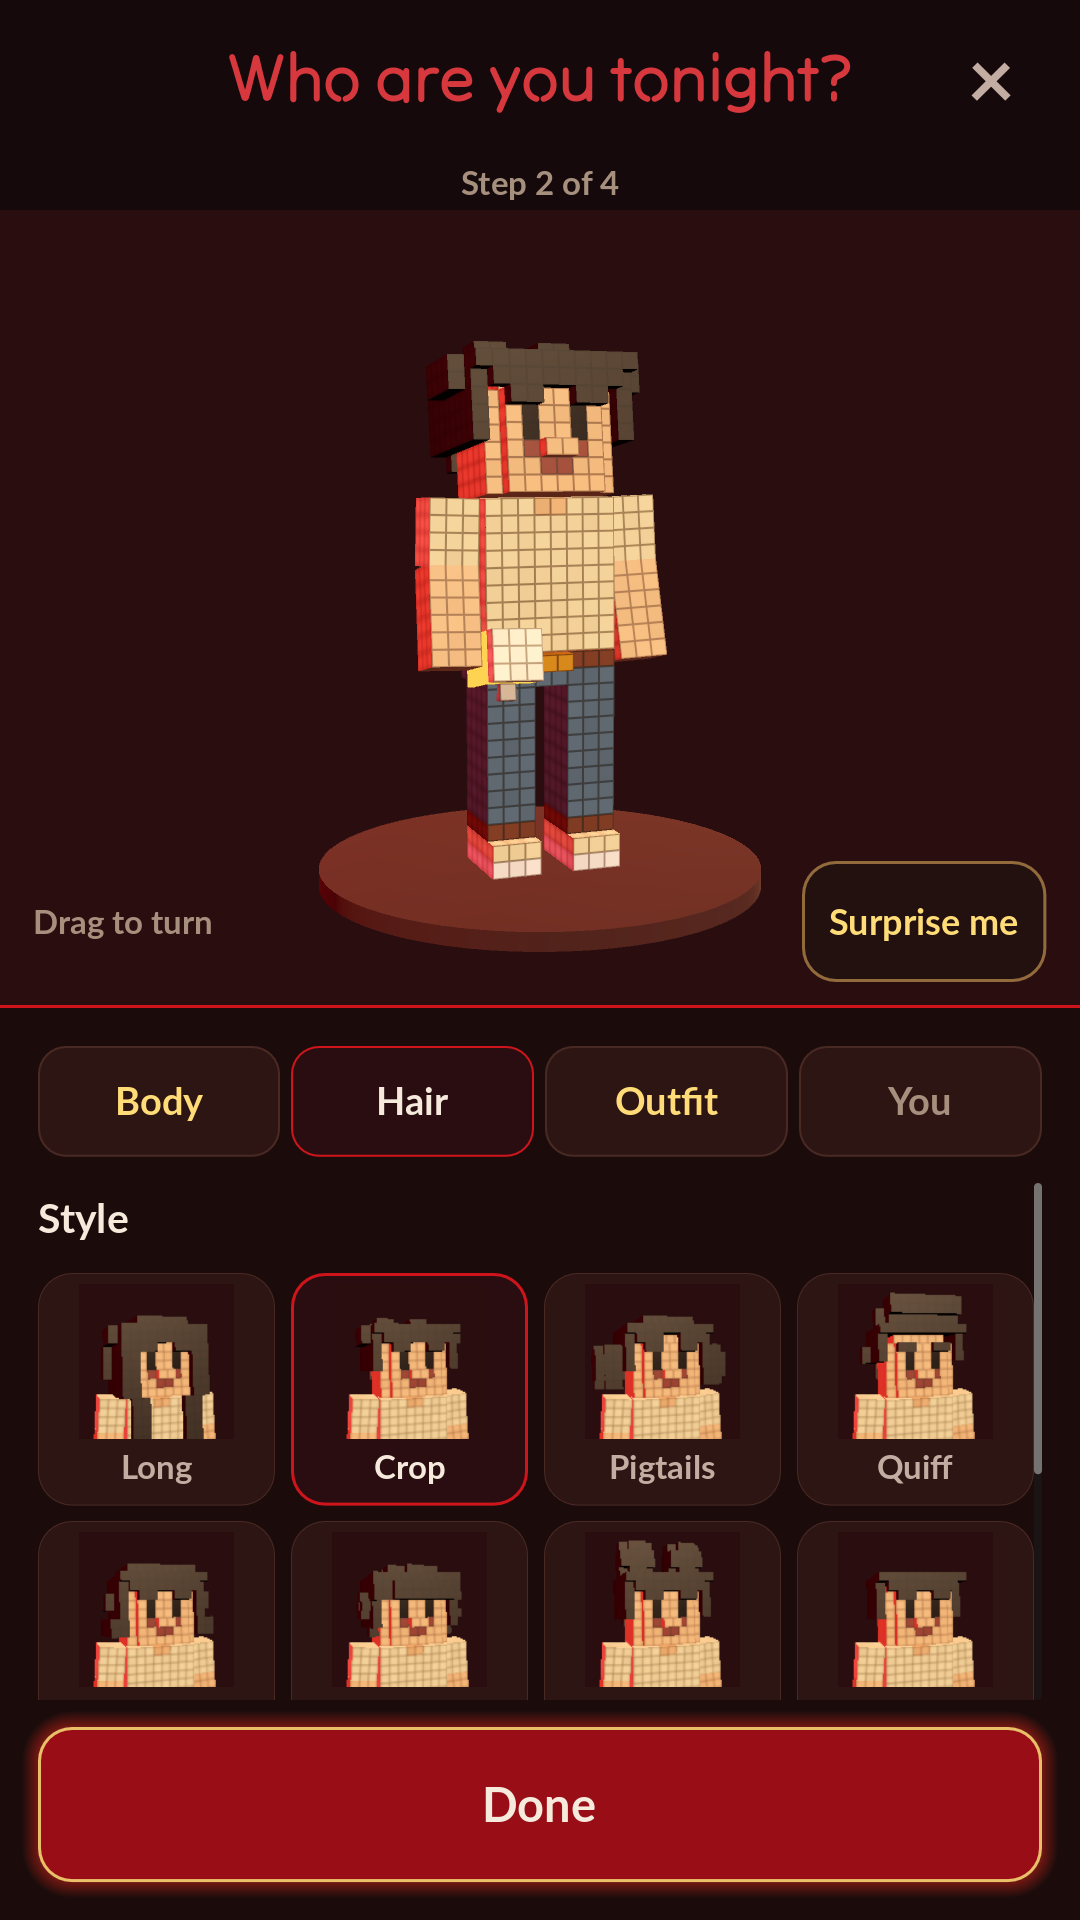 Who are you tonight?
Step 2 of 4
Drag to turn
Surprise me
Body
Hair
Outfit
You
Style
Long
Crop
Pigtails
Quiff
Done